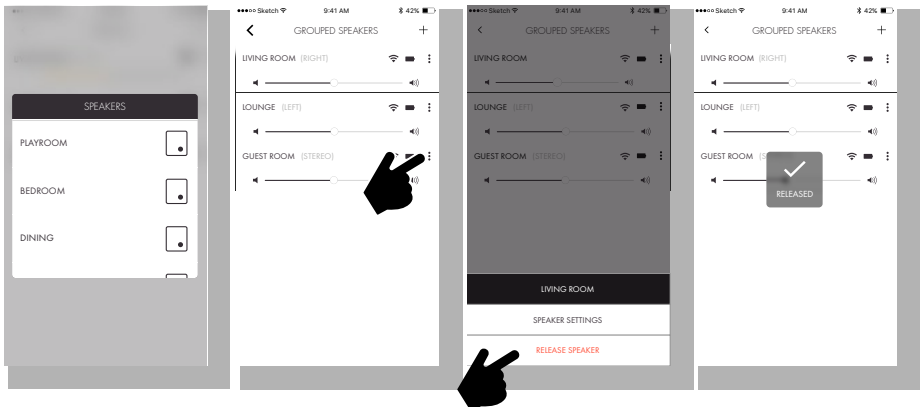 SPEAKERS
PLAYROOM
BEDROOM
DINING
Sketch 9:41 AM 42%
GROUPED SPEAKERS
LIVING ROOM (RIGHT)
LOUNGE (LEFT)
GUEST ROOM (STEREO)
Sketch 9:41 AM 42%
GROUPED SPEAKERS
LIVING ROOM
LOUNGE (LEFT)
GUEST ROOM (STEREO)
LIVING ROOM
SPEAKER SETTINGS
RELEASE SPEAKER
Sketch 9:41 AM 42%
GROUPED SPEAKERS
LIVING ROOM (RIGHT)
LOUNGE (LEFT)
GUEST ROOM
RELEASED